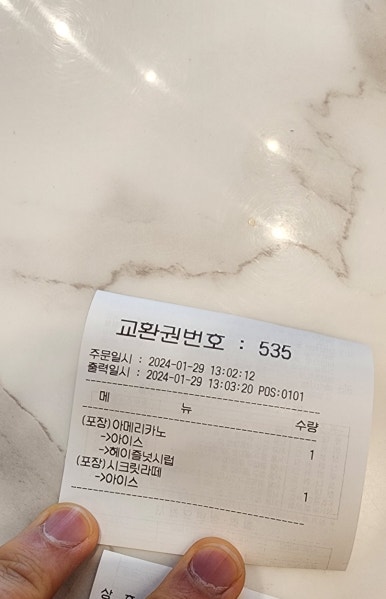 교환권번호 : 535
주문일시 : 2024-01-29 13:02:12
출력일시 : 2024-01-29 13:03:20 POS:0101
메 뉴 수량
(포장)아메리카노 1
->아이스
->헤이즐넛시럽
(포장)시크릿라떼 1
->아이스
상